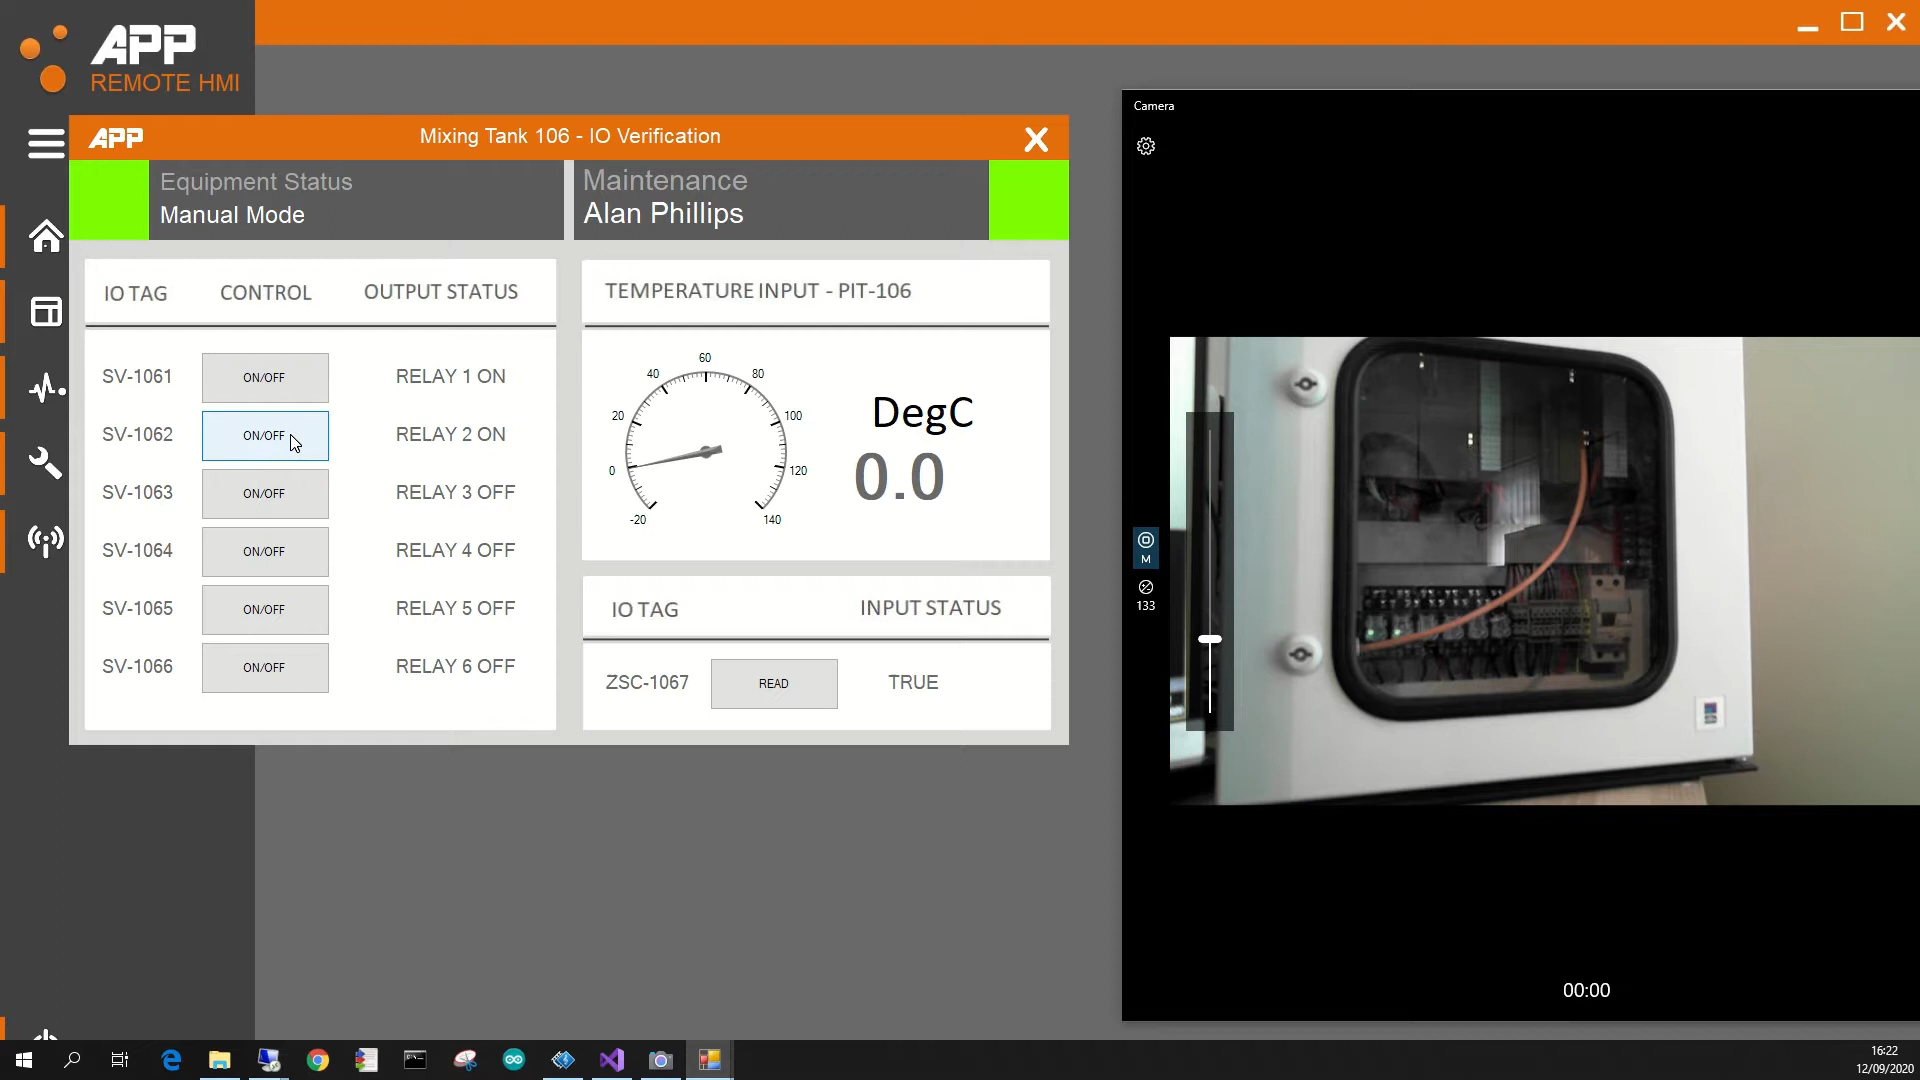 APP
REMOTE HMI
APP
Mixing Tank 106 - IO Verification
Equipment Status
Manual Mode
Maintenance
Alan Phillips
IO TAG CONTROL OUTPUT STATUS
SV-1061 ON/OFF RELAY 1 ON
SV-1062 ON/OFF RELAY 2 ON
SV-1063 ON/OFF RELAY 3 OFF
SV-1064 ON/OFF RELAY 4 OFF
SV-1065 ON/OFF RELAY 5 OFF
SV-1066 ON/OFF RELAY 6 OFF
TEMPERATURE INPUT - PIT-106
-20
0
20
40
60
80
100
120
140
DegC
0.0
IO TAG INPUT STATUS
ZSC-1067 READ TRUE
Camera
M
133
00:00
16:22
12/09/2020